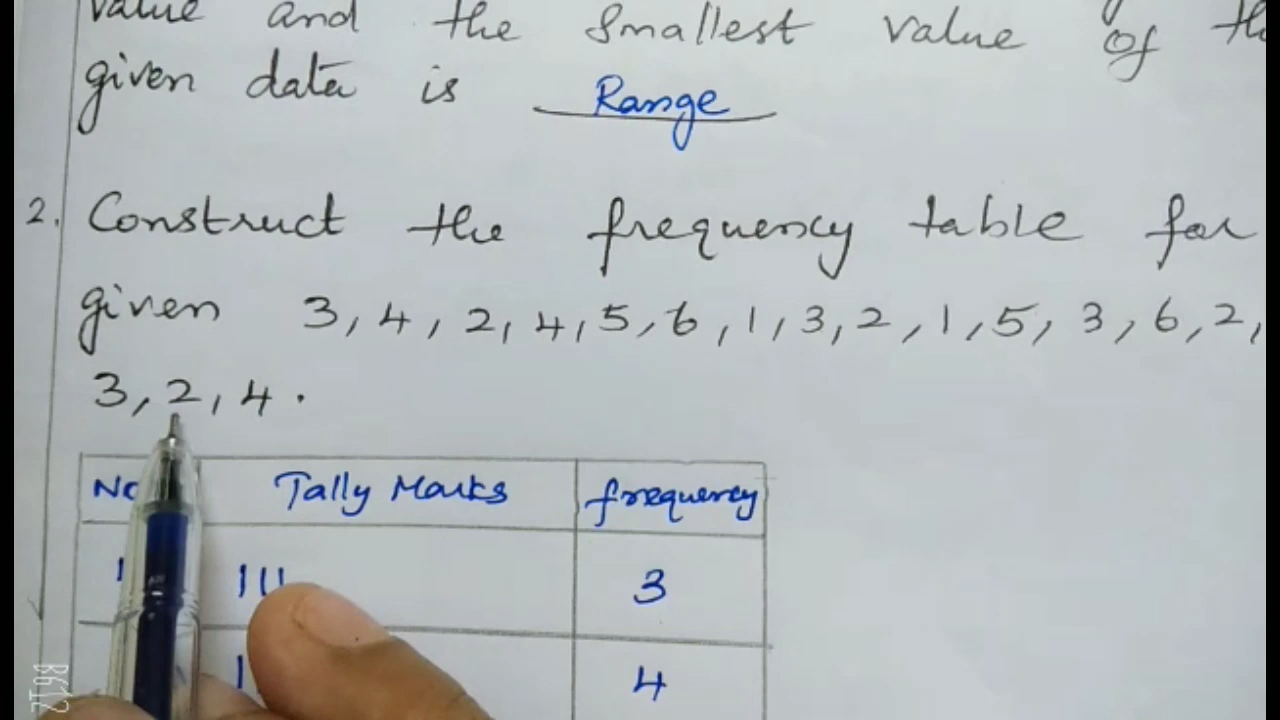 value and the smallest value of
given data is Range
2. Construct the frequency table for
given 3, 4, 2, 4, 5, 6, 1, 3, 2, 1, 5, 3, 6, 2,
3, 2, 4.
Tally Marks frequency
1 III 3
4